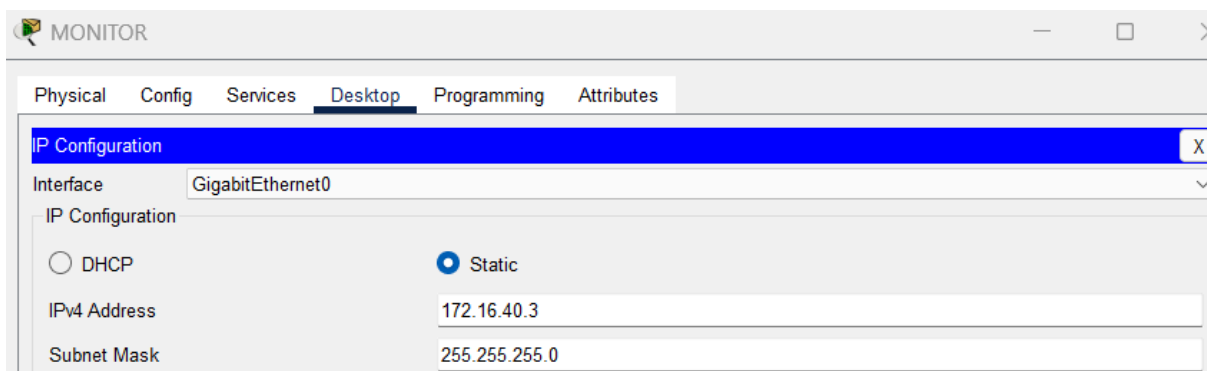 MONITOR
Physical Config Services Desktop Programming Attributes
IP Configuration X
Interface GigabitEthernet0
IP Configuration
DHCP Static
IPv4 Address 172.16.40.3
Subnet Mask 255.255.255.0